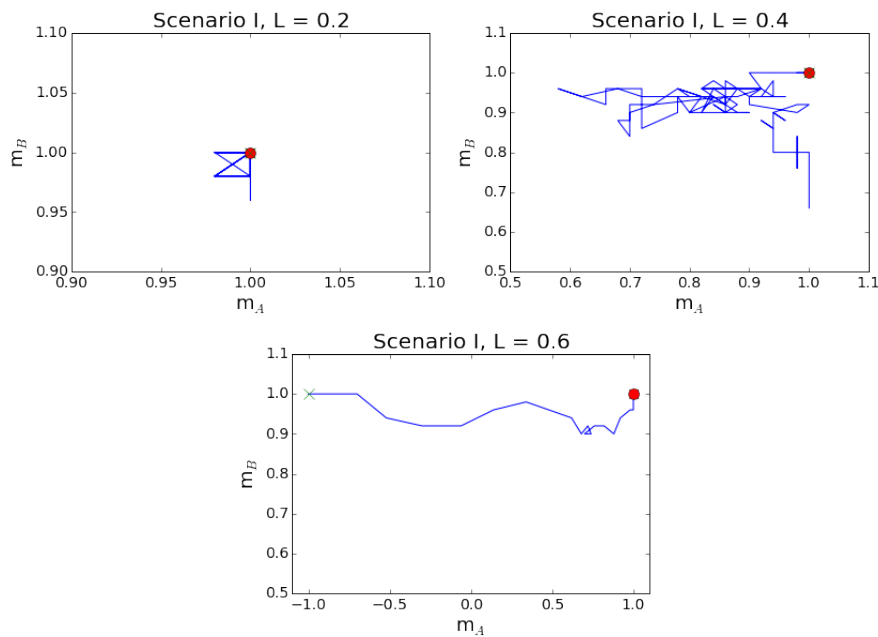 Scenario I, L = 0.2
1.10
1.05
m_B 1.00
0.95
0.90
0.90 0.95 1.00 1.05 1.10
m_A
Scenario I, L = 0.4
1.1
1.0
0.9
m_B 0.8
0.7
0.6
0.5
0.5 0.6 0.7 0.8 0.9 1.0 1.1
m_A
Scenario I, L = 0.6
1.1
1.0
0.9
m_B 0.8
0.7
0.6
0.5
−1.0 −0.5 0.0 0.5 1.0
m_A